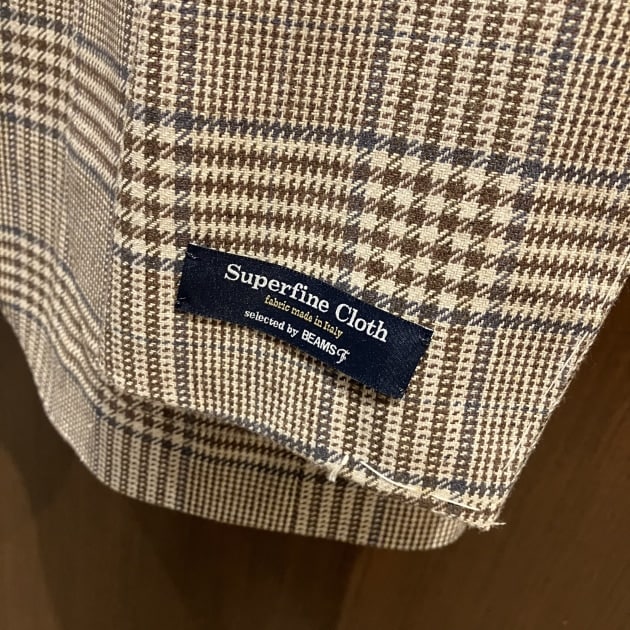 Superfine Cloth
fabric made in Italy
selected by BEAMS F